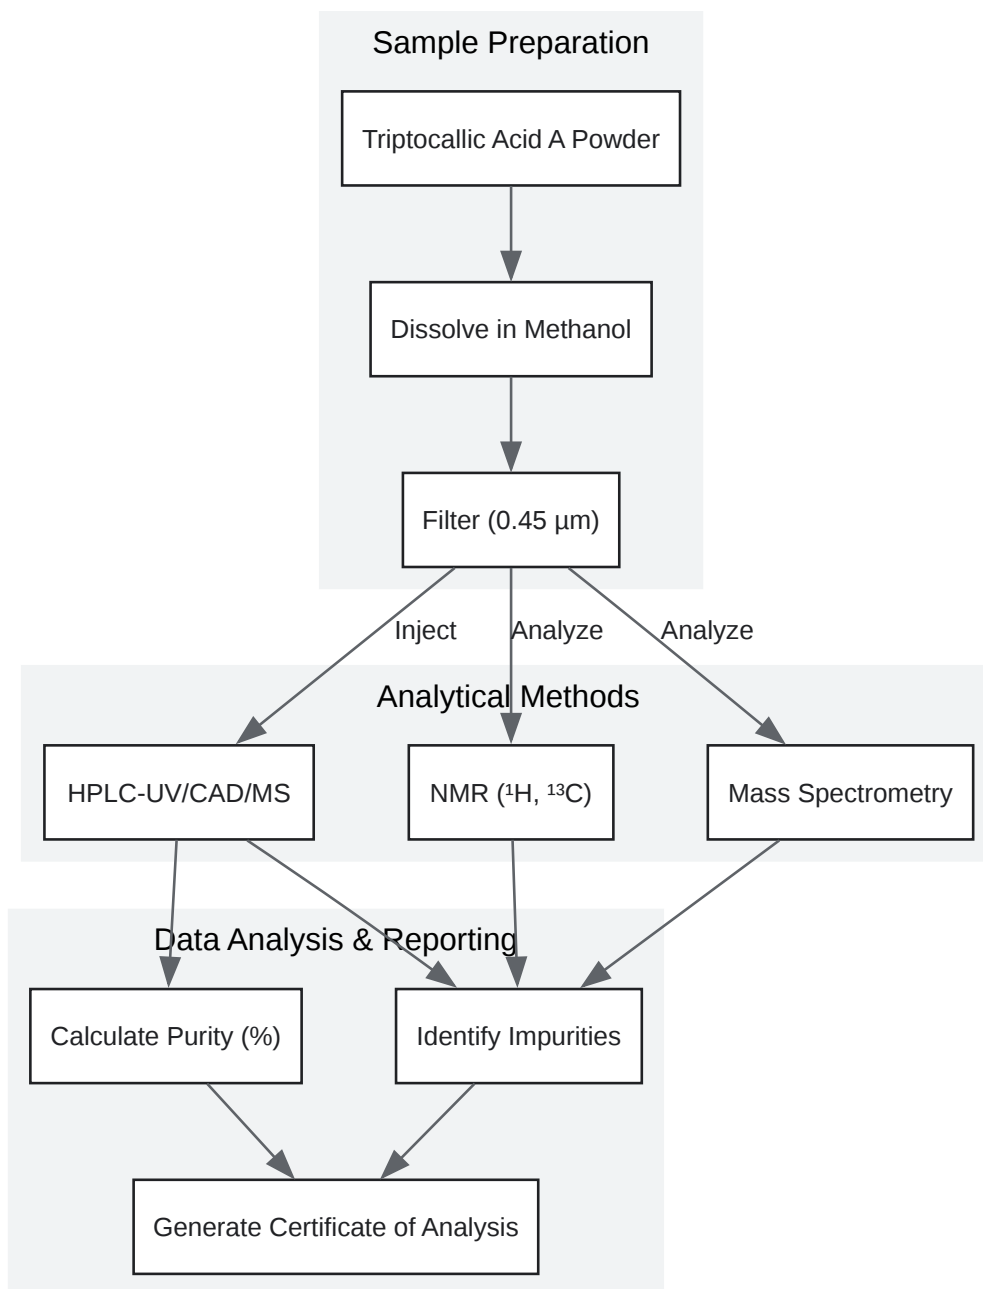 Sample Preparation
Triptocallic Acid A Powder
Dissolve in Methanol
Filter (0.45 µm)
Inject
Analyze
Analyze
Analytical Methods
HPLC-UV/CAD/MS
NMR (¹H, ¹³C)
Mass Spectrometry
Data Analysis & Reporting
Calculate Purity (%)
Identify Impurities
Generate Certificate of Analysis